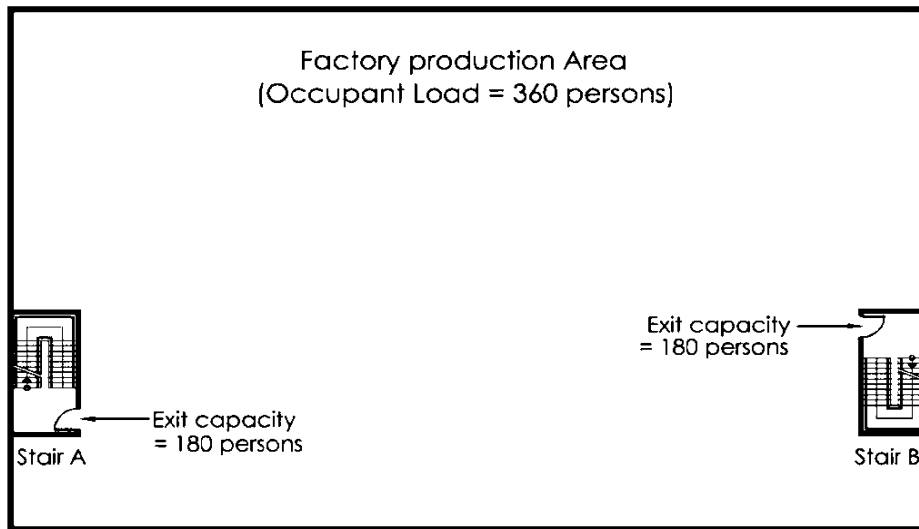 Factory production Area
(Occupant Load = 360 persons)
Exit capacity
= 180 persons
Exit capacity
= 180 persons
Stair A
Stair B